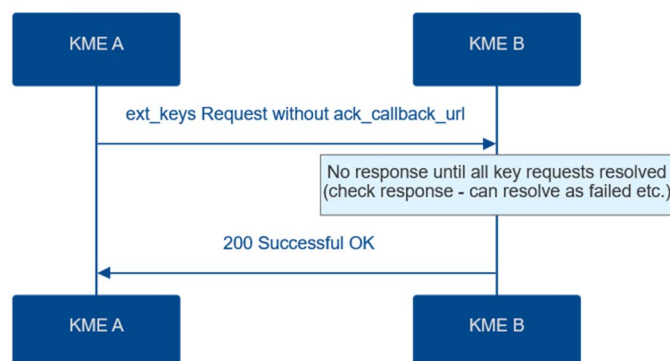 KME A
KME B
ext_keys Request without ack_callback_url
No response until all key requests resolved
(check response - can resolve as failed etc.)
200 Successful OK
KME A
KME B